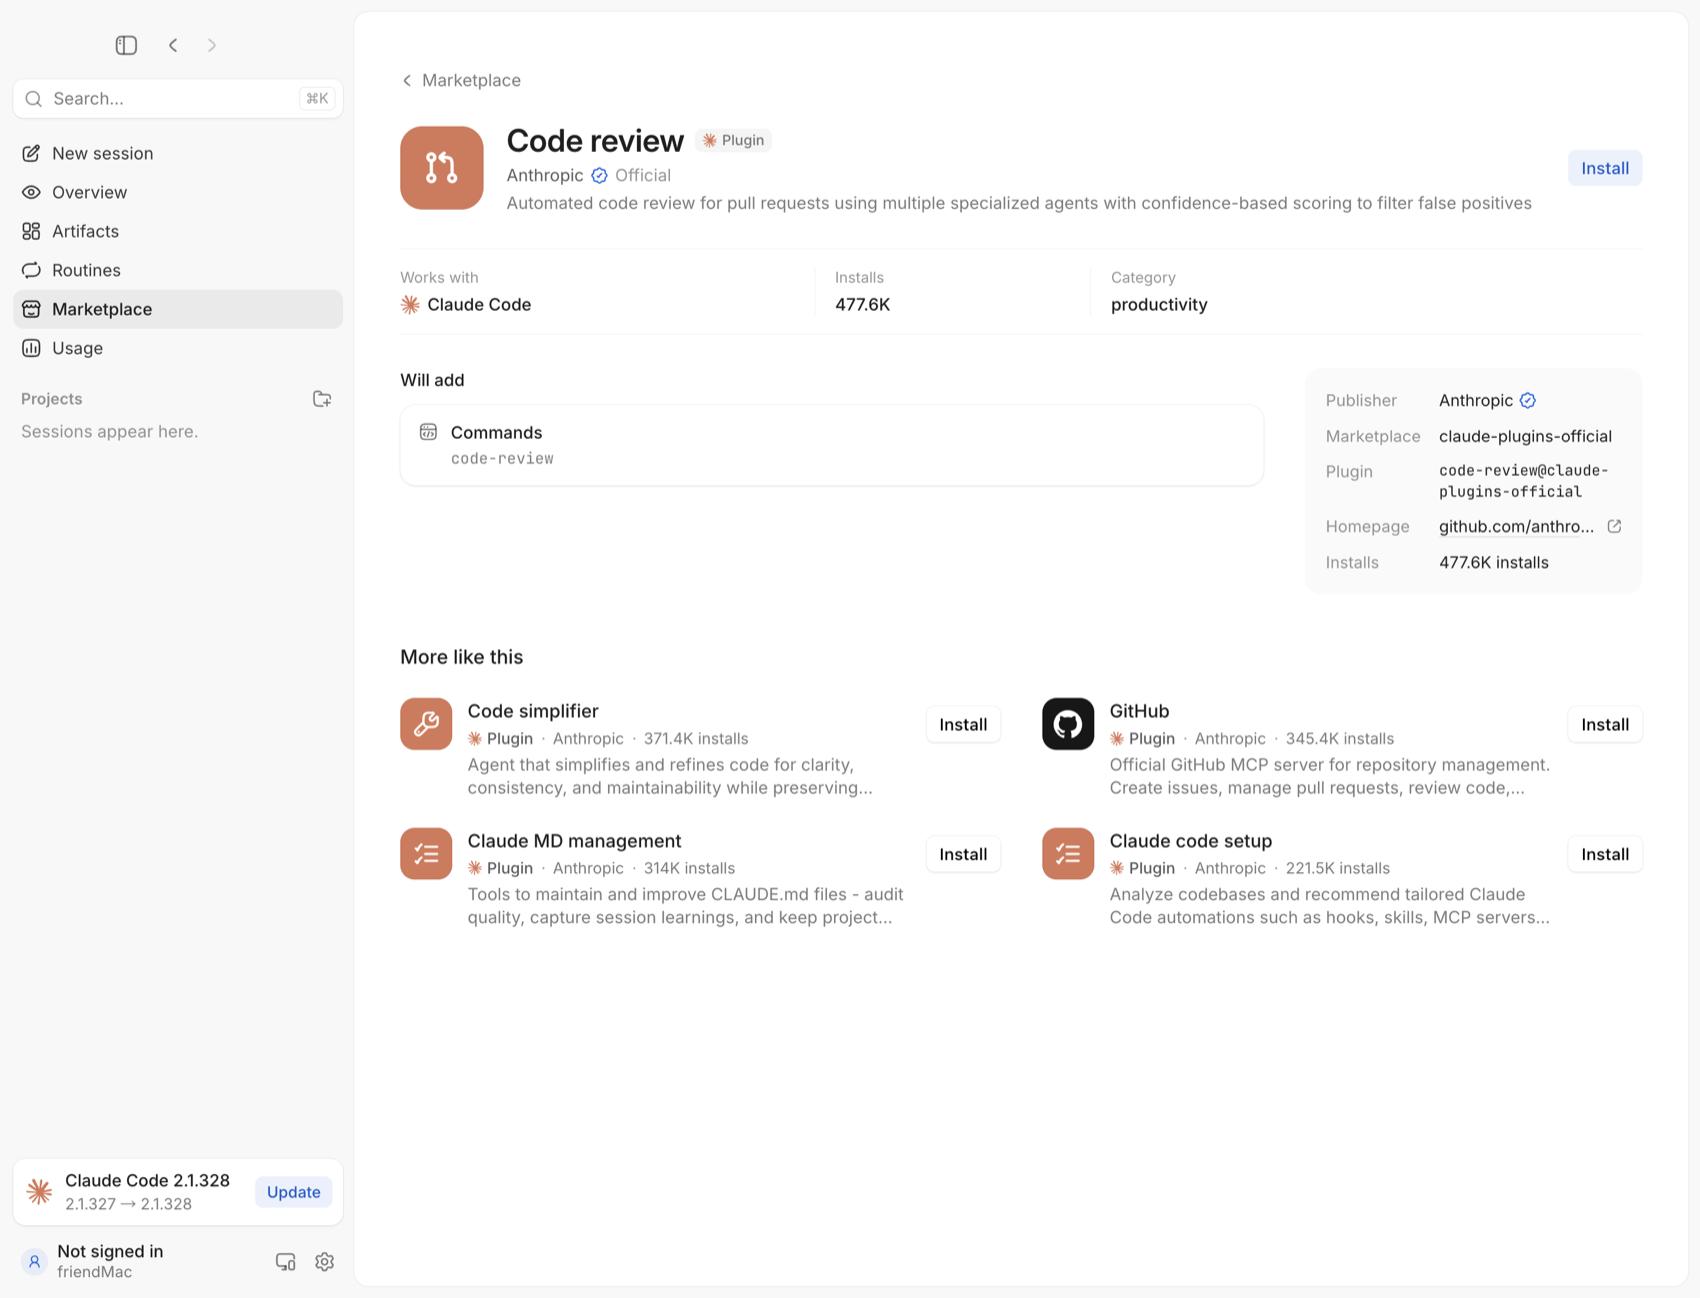 Search...
⌘K
New session
Overview
Artifacts
Routines
Marketplace
Usage
Projects
Sessions appear here.
Claude Code 2.1.328
2.1.327 → 2.1.328
Update
Not signed in
friendMac
Marketplace
Code review
Plugin
Anthropic Official
Automated code review for pull requests using multiple specialized agents with confidence-based scoring to filter false positives
Install
Works with
Claude Code
Installs
477.6K
Category
productivity
Will add
Commands
code-review
Publisher Anthropic
Marketplace claude-plugins-official
Plugin code-review@claude-
plugins-official
Homepage github.com/anthro...
Installs 477.6K installs
More like this
Code simplifier
Plugin · Anthropic · 371.4K installs
Agent that simplifies and refines code for clarity,
consistency, and maintainability while preserving...
Install
GitHub
Plugin · Anthropic · 345.4K installs
Official GitHub MCP server for repository management.
Create issues, manage pull requests, review code,...
Install
Claude MD management
Plugin · Anthropic · 314K installs
Tools to maintain and improve CLAUDE.md files - audit
quality, capture session learnings, and keep project...
Install
Claude code setup
Plugin · Anthropic · 221.5K installs
Analyze codebases and recommend tailored Claude
Code automations such as hooks, skills, MCP servers...
Install